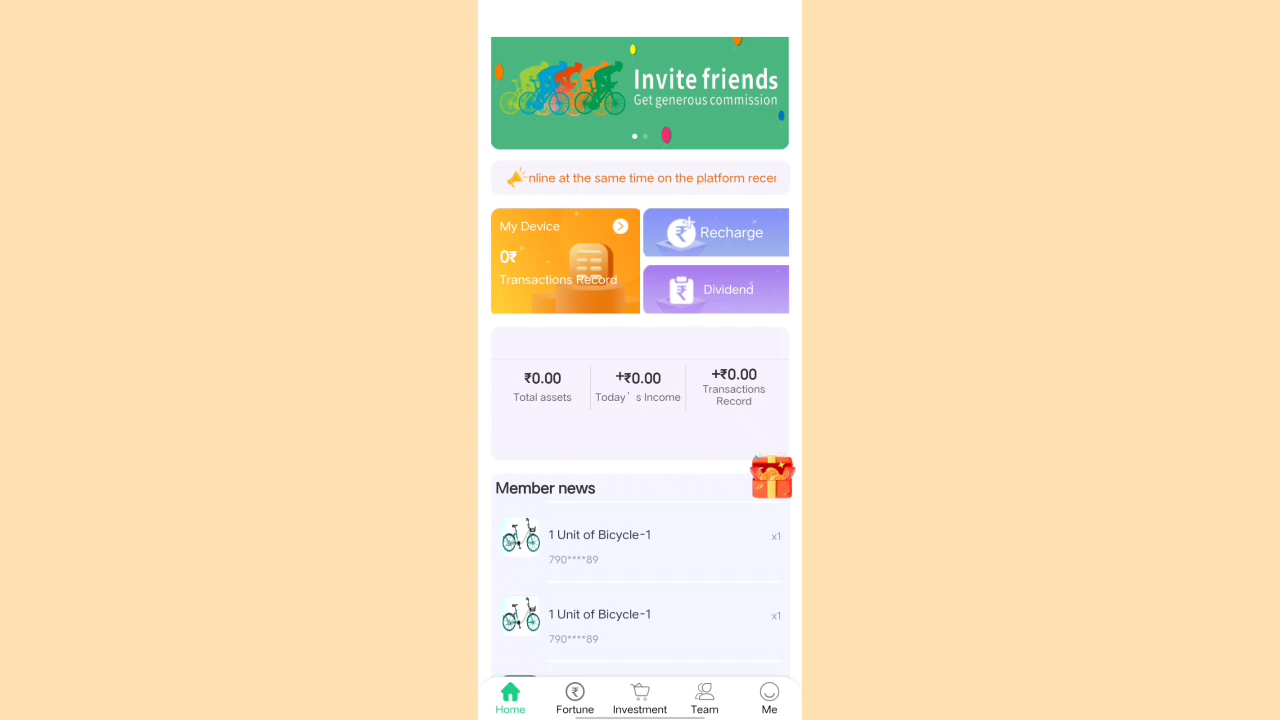 Invite friends
Get generous commission
nline at the same time on the platform recer
My Device
0₹
Transactions Record
Recharge
Dividend
₹0.00
Total assets
+₹0.00
Today's Income
+₹0.00
Transactions
Record
Member news
1 Unit of Bicycle-1
x1
790****89
1 Unit of Bicycle-1
x1
790****89
Home
Fortune
Investment
Team
Me